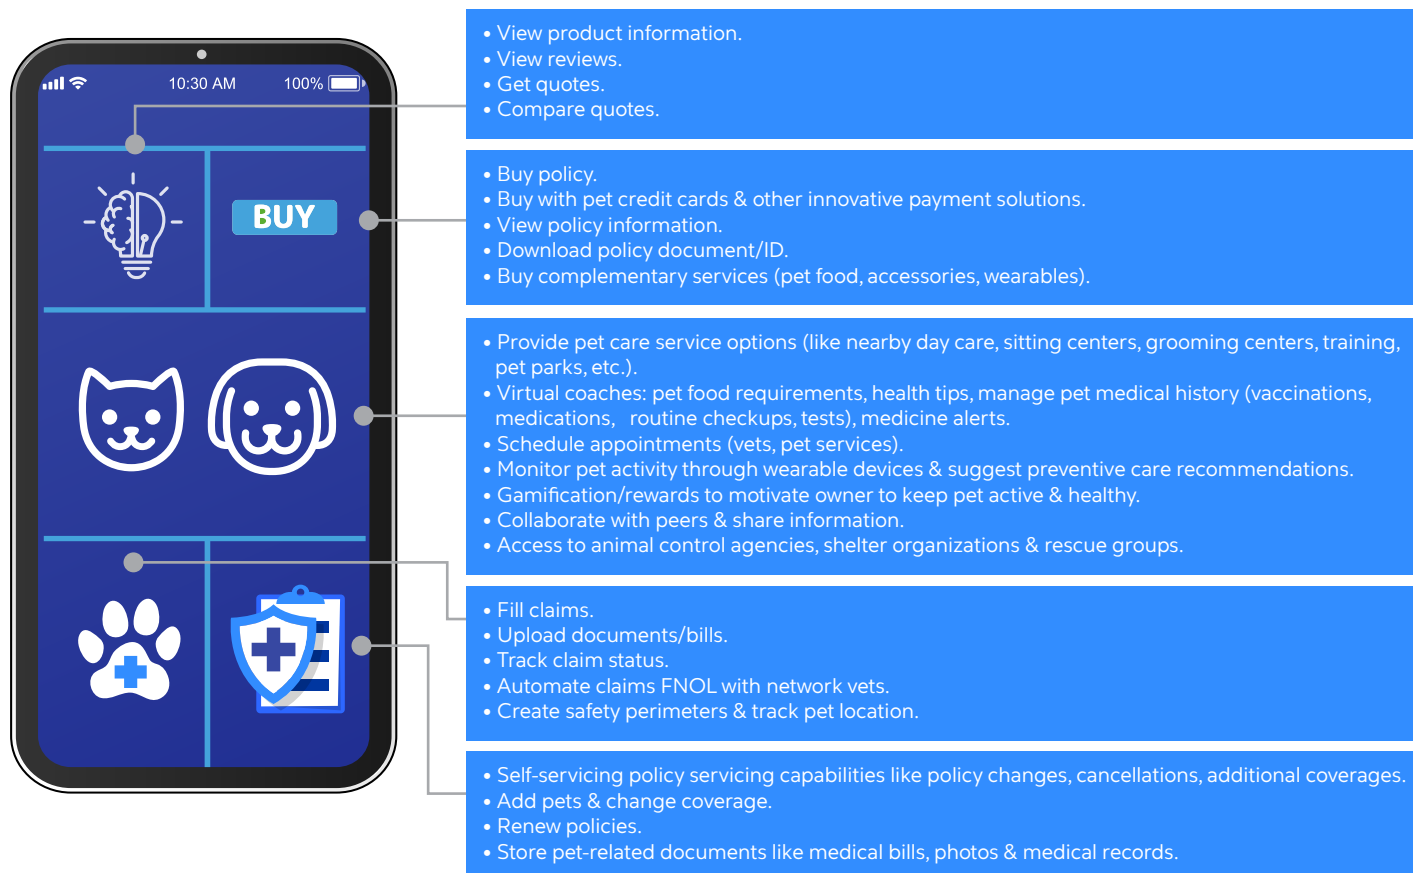 10:30 AM
100%
BUY
• View product information.
• View reviews.
• Get quotes.
• Compare quotes.
• Buy policy.
• Buy with pet credit cards & other innovative payment solutions.
• View policy information.
• Download policy document/ID.
• Buy complementary services (pet food, accessories, wearables).
• Provide pet care service options (like nearby day care, sitting centers, grooming centers, training,
pet parks, etc.).
• Virtual coaches: pet food requirements, health tips, manage pet medical history (vaccinations,
medications, routine checkups, tests), medicine alerts.
• Schedule appointments (vets, pet services).
• Monitor pet activity through wearable devices & suggest preventive care recommendations.
• Gamification/rewards to motivate owner to keep pet active & healthy.
• Collaborate with peers & share information.
• Access to animal control agencies, shelter organizations & rescue groups.
• Fill claims.
• Upload documents/bills.
• Track claim status.
• Automate claims FNOL with network vets.
• Create safety perimeters & track pet location.
• Self-servicing policy servicing capabilities like policy changes, cancellations, additional coverages.
• Add pets & change coverage.
• Renew policies.
• Store pet-related documents like medical bills, photos & medical records.